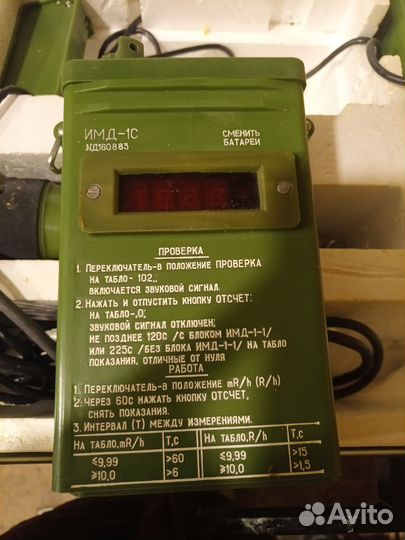 ИМД-1С
СМЕНИТЬ
БАТАРЕИ
ИД160883
ПРОВЕРКА
1. ПЕРЕКЛЮЧАТЕЛЬ-В ПОЛОЖЕНИЕ ПРОВЕРКА
НА ТАБЛО- 102,
ВКЛЮЧАЕТСЯ ЗВУКОВОЙ СИГНАЛ.
2. НАЖАТЬ И ОТПУСТИТЬ КНОПКУ ОТСЧЕТ:
НА ТАБЛО-,0;
ЗВУКОВОЙ СИГНАЛ ОТКЛЮЧЕН;
НЕ ПОЗДНЕЕ 120С /С БЛОКОМ ИМД-1-1/
ИЛИ 225С /БЕЗ БЛОКА ИМД-1-1/ НА ТАБЛО
ПОКАЗАНИЯ, ОТЛИЧНЫЕ ОТ НУЛЯ
РАБОТА
1. ПЕРЕКЛЮЧАТЕЛЬ-В ПОЛОЖЕНИЕ mR/h (R/h)
2. ЧЕРЕЗ 60С НАЖАТЬ КНОПКУ ОТСЧЕТ,
СНЯТЬ ПОКАЗАНИЯ.
3. ИНТЕРВАЛ (Т) МЕЖДУ ИЗМЕРЕНИЯМИ.
НА ТАБЛО, mR/h Т,С НА ТАБЛО, R/h Т,С
≤9,99 >60 ≤9,99 >15
≥10,0 >6 ≥10,0 >1,5
Avito